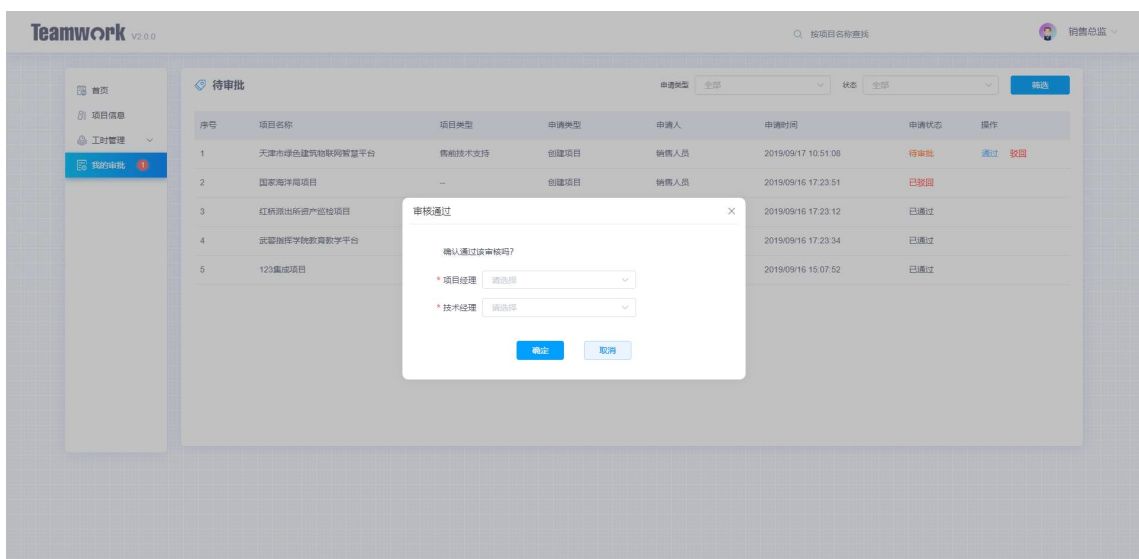 Teamwork V2.0.0
按项目名称查找
销售总监
首页
项目信息
工时管理
我的审批 1
待审批
申请类型 全部 状态 全部 筛选
序号 项目名称 项目类型 申请类型 申请人 申请时间 申请状态 操作
1 天津市绿色建筑物联网智慧平台 售前技术支持 创建项目 销售人员 2019/09/17 10:51:08 待审批 通过 驳回
2 国家海洋局项目 -- 创建项目 销售人员 2019/09/16 17:23:51 已驳回
3 红桥派出所资产巡检项目 2019/09/16 17:23:12 已通过
4 武警指挥学院教育教学平台 2019/09/16 17:23:34 已通过
5 123集成项目 2019/09/16 15:07:52 已通过
审核通过
确认通过该审核吗?
* 项目经理 请选择
* 技术经理 请选择
确定 取消